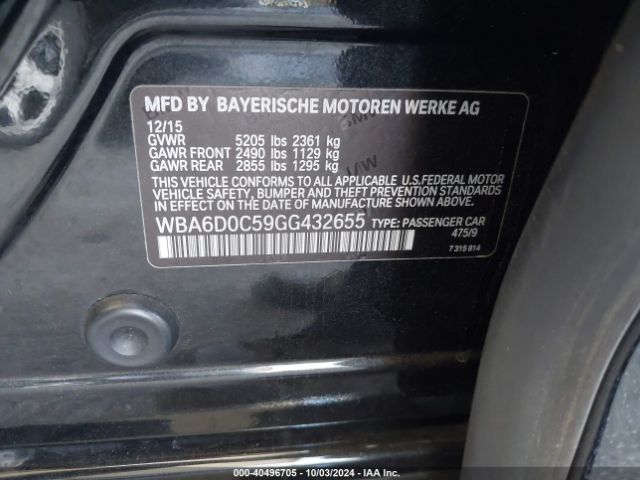 MFD BY BAYERISCHE MOTOREN WERKE AG
12/15
GVWR 5205 lbs 2361 kg
GAWR FRONT 2490 lbs 1129 kg
GAWR REAR 2855 lbs 1295 kg
THIS VEHICLE CONFORMS TO ALL APPLICABLE U.S.FEDERAL MOTOR
VEHICLE SAFETY, BUMPER, AND THEFT PREVENTION STANDARDS
IN EFFECT ON THE DATE OF MANUFACTURE SHOWN ABOVE.
WBA6D0C59GG432655 TYPE: PASSENGER CAR
475/9
7 315 814
000-40496705 - 10/03/2024 - IAA Inc.